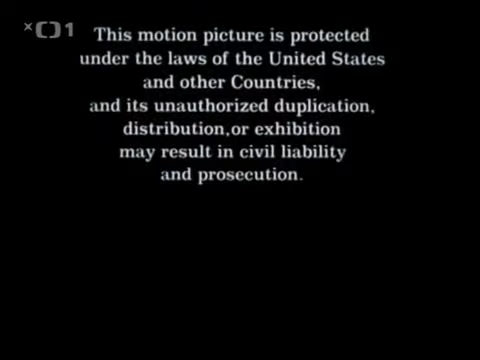 C1
This motion picture is protected
under the laws of the United States
and other Countries,
and its unauthorized duplication,
distribution,or exhibition
may result in civil liability
and prosecution.